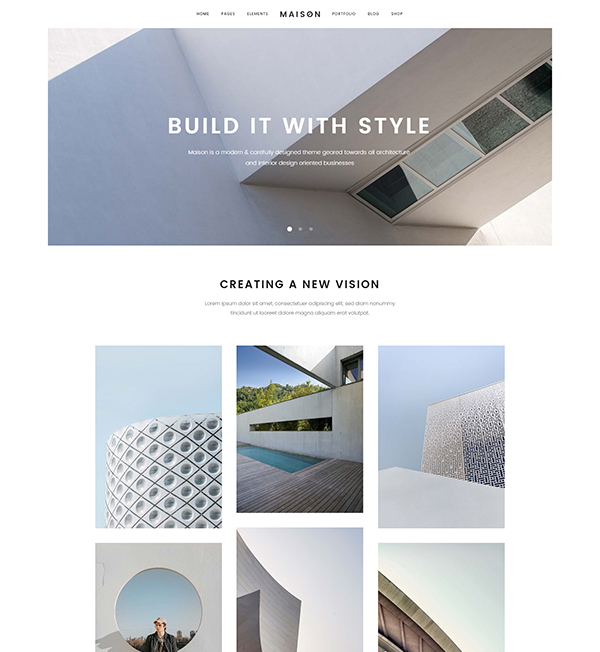 HOME PAGES ELEMENTS MAISON PORTFOLIO BLOG SHOP
BUILD IT WITH STYLE
Maison is a modern & carefully designed theme geared towards all architecture
and interior design oriented businesses
CREATING A NEW VISION
Lorem ipsum dolor sit amet, consectetuer adipiscing elit, sed diam nonummy
tincidunt ut laoreet dolore magna aliquam erat volutpat.